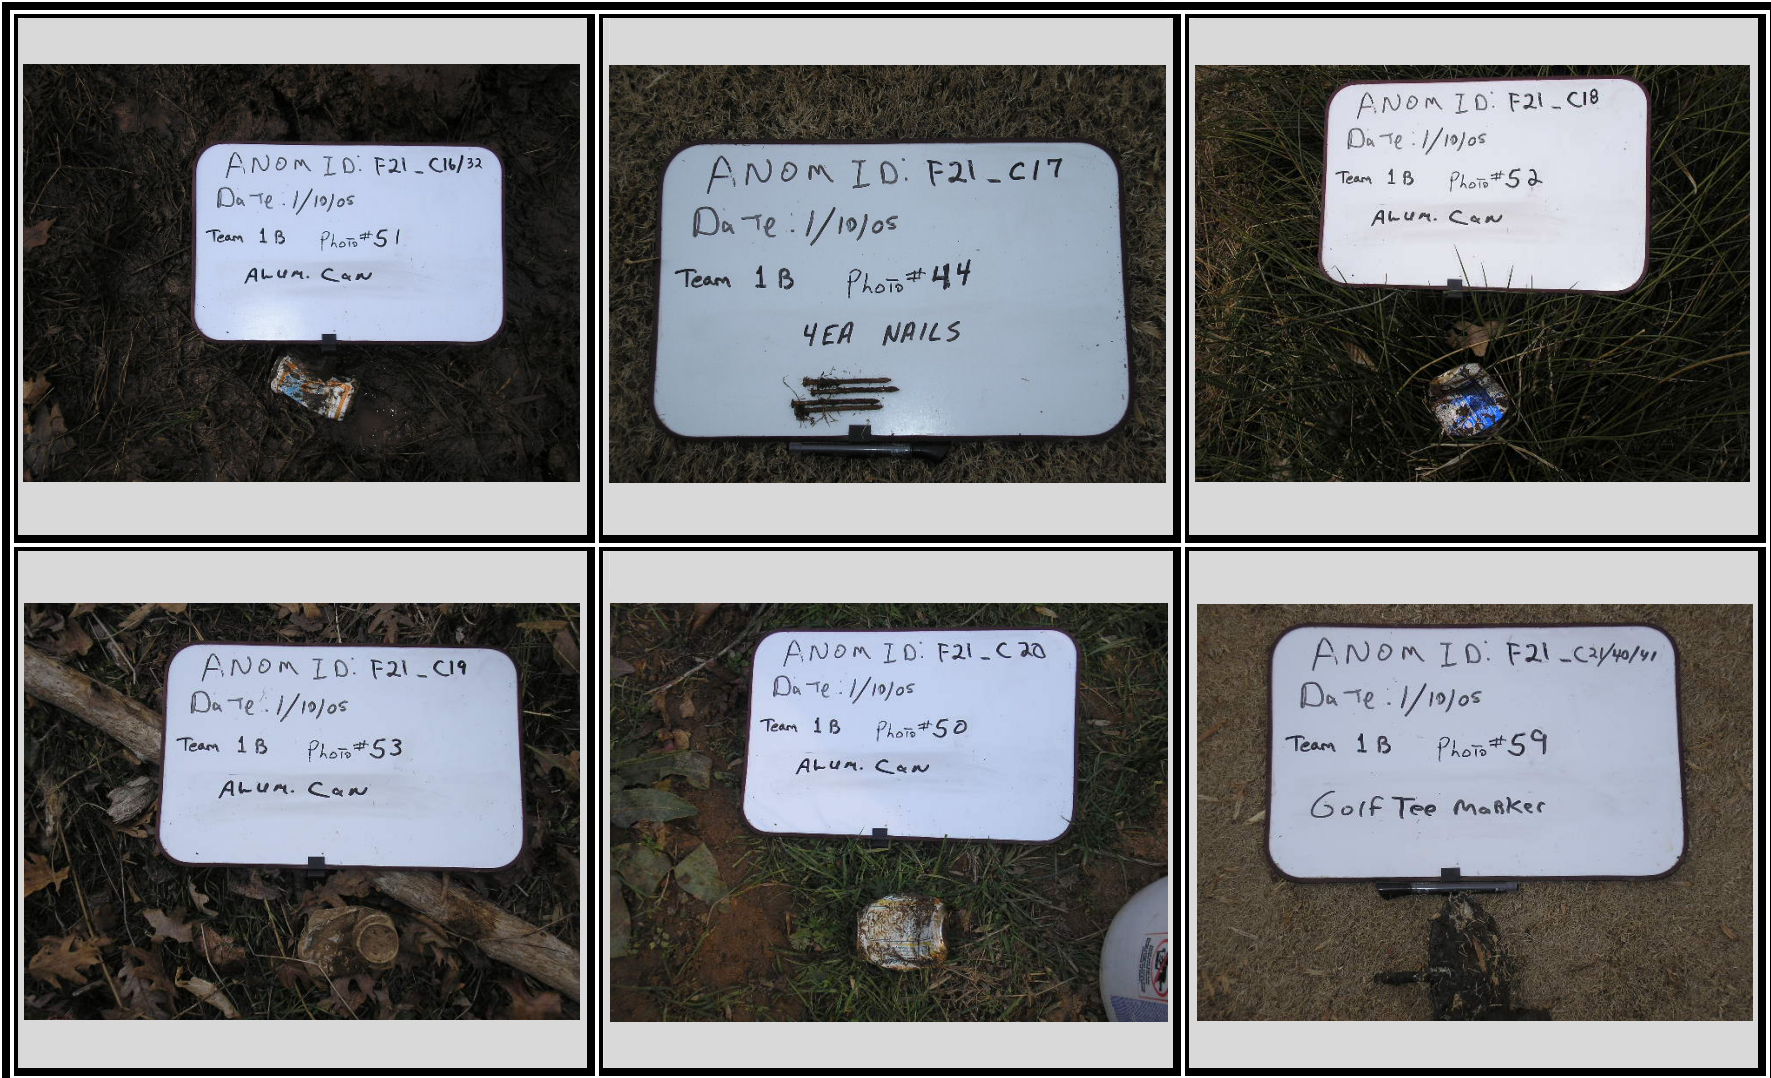 ANOM ID: F21_C16/32
Date: 1/10/05
Team 1B Photo #51
Alum. Can
ANOM ID: F21_C17
Date: 1/10/05
Team 1B Photo #44
4EA NAILS
ANOM ID: F21_C18
Date: 1/10/05
Team 1B Photo #52
Alum. Can
ANOM ID: F21_C19
Date: 1/10/05
Team 1B Photo #53
Alum. Can
ANOM ID: F21_C20
Date: 1/10/05
Team 1B Photo #50
Alum. Can
ANOM ID: F21_C21/40/41
Date: 1/10/05
Team 1B Photo #59
Golf Tee Marker